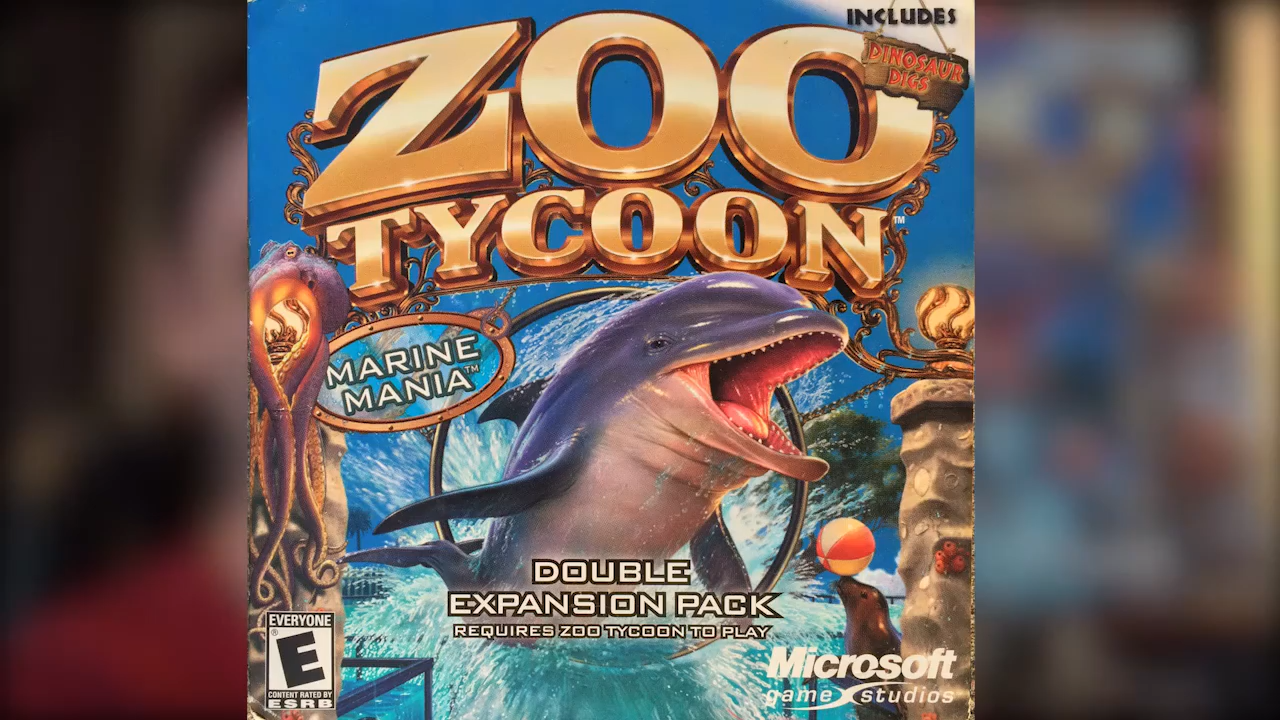 INCLUDES
DINOSAUR
DIGS
ZOO
TYCOON™
MARINE
MANIA™
DOUBLE
EXPANSION PACK
REQUIRES ZOO TYCOON TO PLAY
EVERYONE
E®
CONTENT RATED BY
ESRB
Microsoft
game studios